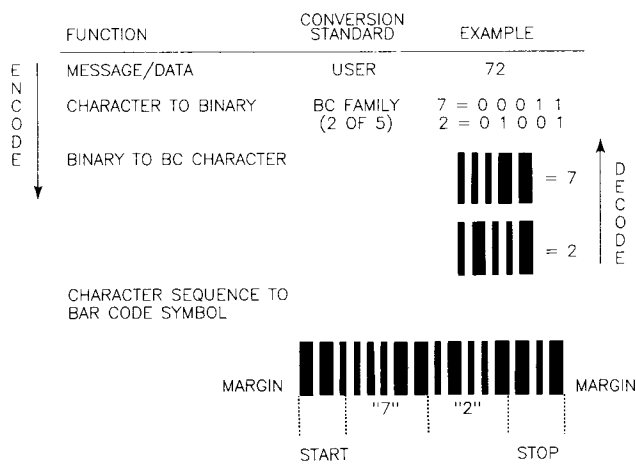 FUNCTION CONVERSION STANDARD EXAMPLE
ENCODE
MESSAGE/DATA USER 72
CHARACTER TO BINARY BC FAMILY 7 = 0 0 0 1 1
(2 OF 5) 2 = 0 1 0 0 1
BINARY TO BC CHARACTER
= 7
= 2
DECODE
CHARACTER SEQUENCE TO
BAR CODE SYMBOL
MARGIN MARGIN
"7" "2"
START STOP